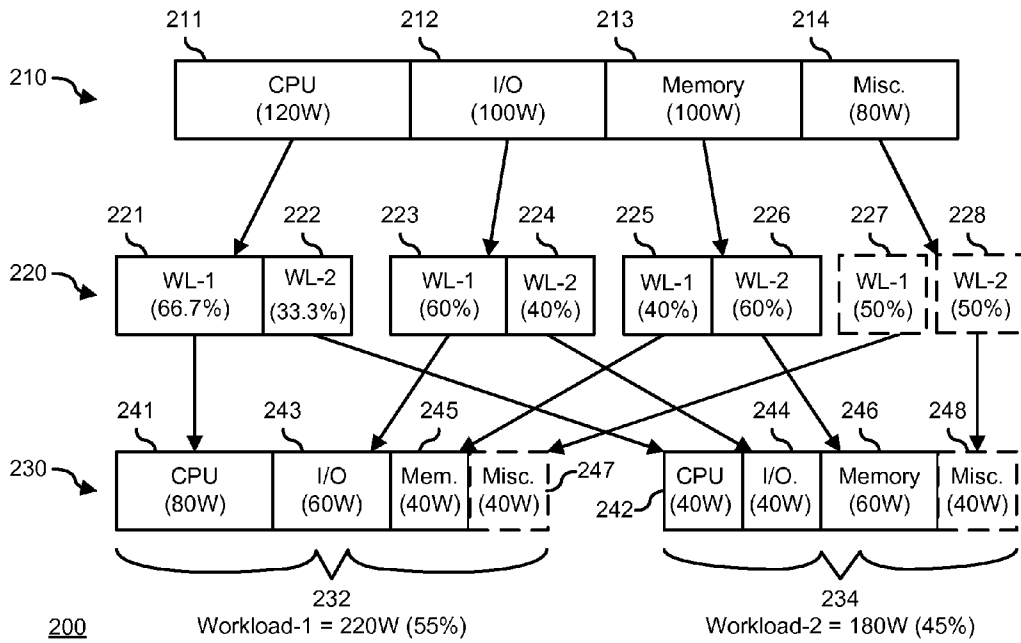 211
212
213
214
210
CPU
(120W)
I/O
(100W)
Memory
(100W)
Misc.
(80W)
221
222
223
224
225
226
227
228
220
WL-1
(66.7%)
WL-2
(33.3%)
WL-1
(60%)
WL-2
(40%)
WL-1
(40%)
WL-2
(60%)
WL-1
(50%)
WL-2
(50%)
241
243
245
244
246
248
230
CPU
(80W)
I/O
(60W)
Mem.
(40W)
Misc.
(40W)
247
242
CPU
(40W)
I/O.
(40W)
Memory
(60W)
Misc.
(40W)
232
Workload-1 = 220W (55%)
234
Workload-2 = 180W (45%)
200